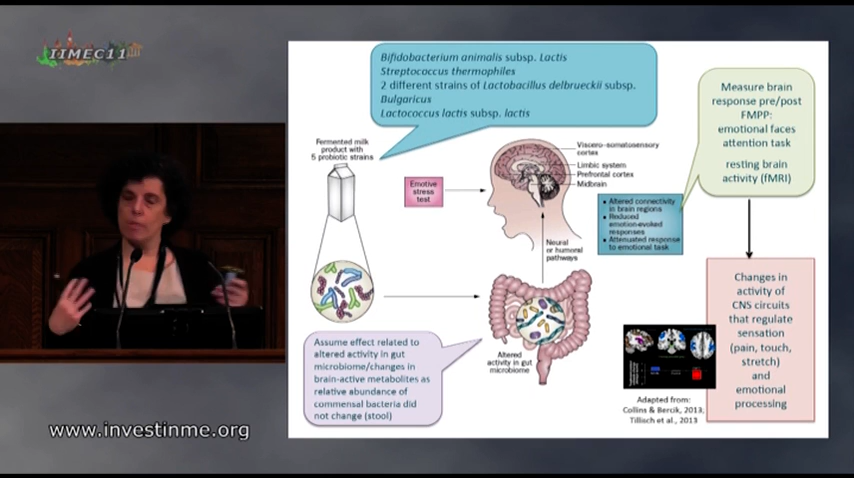 IIMEC11
Bifidobacterium animalis subsp. Lactis
Streptococcus thermophiles
2 different strains of Lactobacillus delbrueckii subsp.
Bulgaricus
Lactococcus lactis subsp. lactis
Fermented milk
product with
5 probiotic strains
Emotive
stress
test
Viscero-somatosensory
cortex
Limbic system
Prefrontal cortex
Midbrain
• Altered connectivity
in brain regions
• Reduced
emotion-evoked
responses
• Attenuated response
to emotional task
Measure brain
response pre/post
FMPP:
emotional faces
attention task
resting brain
activity (fMRI)
Neural
or humoral
pathways
Altered
activity in gut
microbiome
Assume effect related to
altered activity in gut
microbiome/changes in
brain-active metabolites as
relative abundance of
commensal bacteria did
not change (stool)
Changes in
activity of
CNS circuits
that regulate
sensation
(pain, touch,
stretch)
and
emotional
processing
Adapted from:
Collins & Bercik, 2013,
Tillisch et al., 2013
www.investinme.org